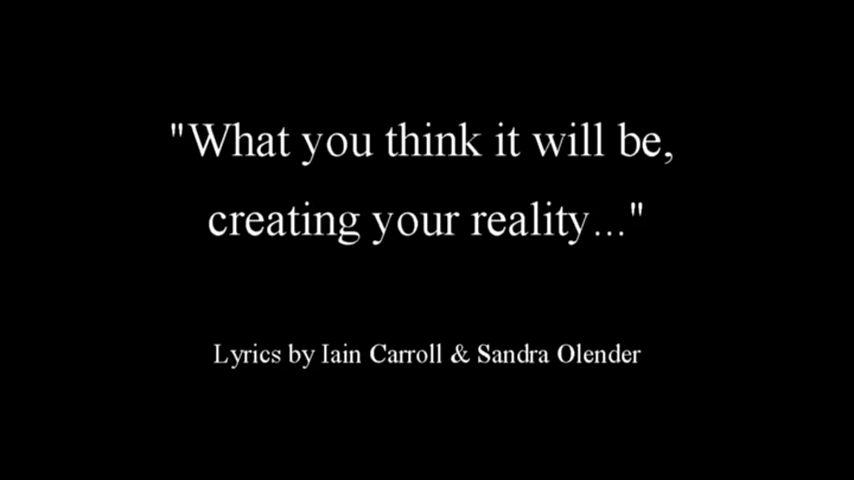 "What you think it will be,
creating your reality..."
Lyrics by Iain Carroll & Sandra Olender